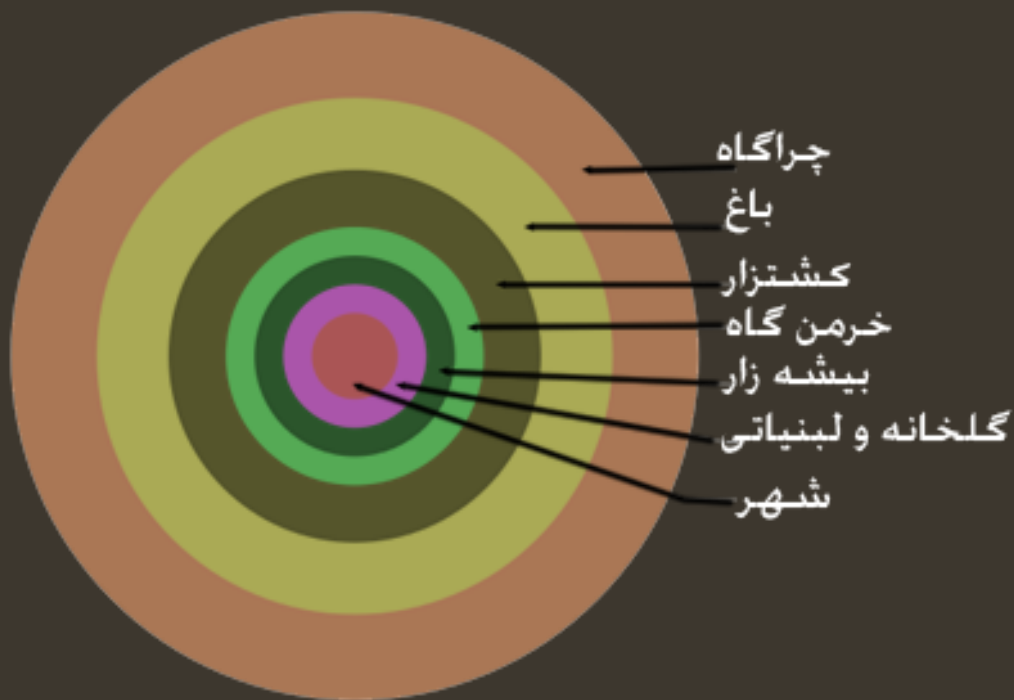 چراگاه
باغ
کشتزار
خرمن گاه
بیشه زار
گلخانه و لبنیاتی
شهر